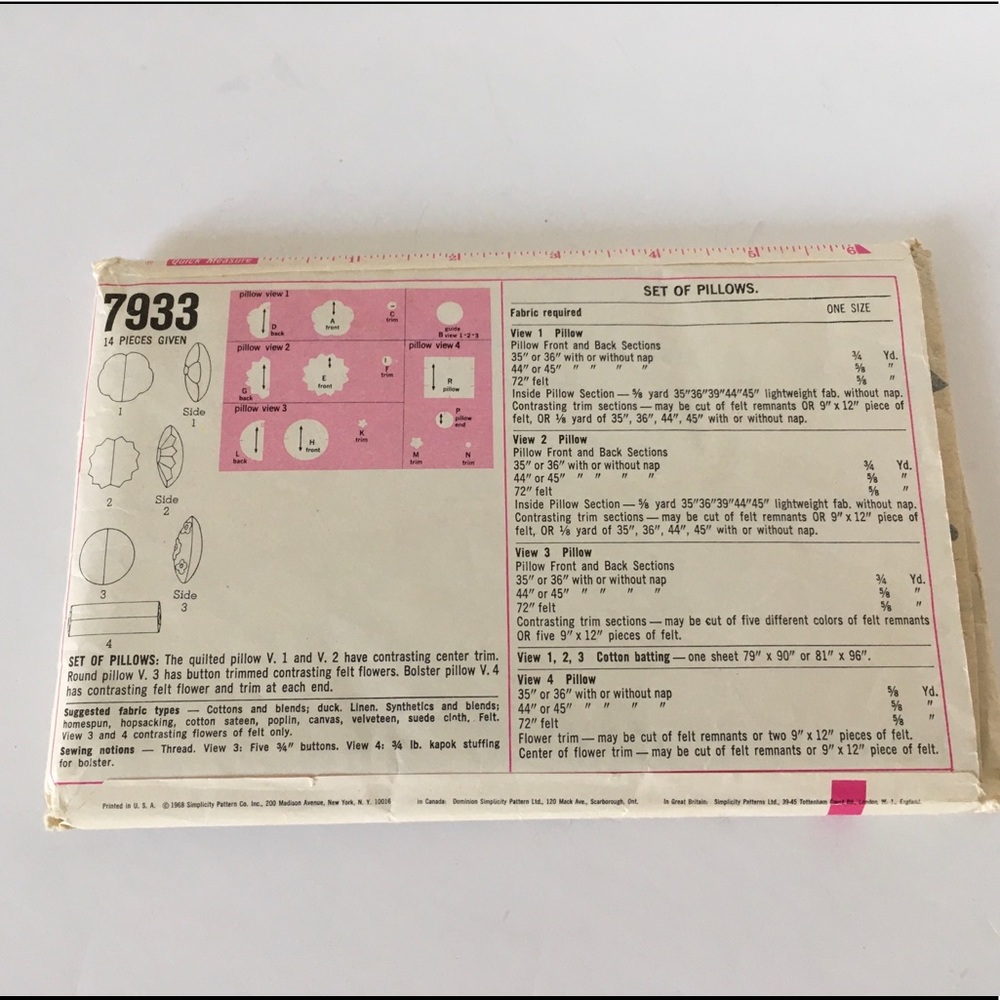 Quick Measure 1 2 3 4 5 6
7933
14 PIECES GIVEN
1
Side
1
2
Side
2
3
Side
3
4
pillow view 1
D
back
A
front
C
trim
guide
B view 1-2-3
pillow view 2
G
back
E
front
F
trim
pillow view 4
R
pillow
pillow view 3
L
back
H
front
K
trim
P
pillow
end
M
trim
N
trim
SET OF PILLOWS: The quilted pillow V. 1 and V. 2 have contrasting center trim.
Round pillow V. 3 has button trimmed contrasting felt flowers. Bolster pillow V. 4
has contrasting felt flower and trim at each end.
Suggested fabric types — Cottons and blends; duck. Linen. Synthetics and blends;
homespun, hopsacking, cotton sateen, poplin, canvas, velveteen, suede cloth, Felt.
View 3 and 4 contrasting flowers of felt only.
Sewing notions — Thread. View 3: Five ¾" buttons. View 4: ¾ lb. kapok stuffing
for bolster.
SET OF PILLOWS.
Fabric required ONE SIZE
View 1 Pillow
Pillow Front and Back Sections
35" or 36" with or without nap ¾ Yd.
44" or 45" " " " " ⅝ "
72" felt ⅝ "
Inside Pillow Section — ⅝ yard 35"36"39"44"45" lightweight fab. without nap.
Contrasting trim sections — may be cut of felt remnants OR 9" x 12" piece of
felt, OR ⅛ yard of 35", 36", 44", 45" with or without nap.
View 2 Pillow
Pillow Front and Back Sections
35" or 36" with or without nap ¾ Yd.
44" or 45" " " " " ⅝ "
72" felt ⅝ "
Inside Pillow Section — ⅝ yard 35"36"39"44"45" lightweight fab. without nap.
Contrasting trim sections — may be cut of felt remnants OR 9" x 12" piece of
felt, OR ⅛ yard of 35", 36", 44", 45" with or without nap.
View 3 Pillow
Pillow Front and Back Sections
35" or 36" with or without nap ¾ Yd.
44" or 45" " " " " ⅝ "
72" felt ⅝ "
Contrasting trim sections — may be cut of five different colors of felt remnants
OR five 9" x 12" pieces of felt.
View 1, 2, 3 Cotton batting — one sheet 79" x 90" or 81" x 96".
View 4 Pillow
35" or 36" with or without nap ⅝ Yd.
44" or 45" " " " " ⅝ "
72" felt ⅝ "
Flower trim — may be cut of felt remnants or two 9" x 12" pieces of felt.
Center of flower trim — may be cut of felt remnants or 9" x 12" piece of felt.
Printed in U. S. A. © 1968 Simplicity Pattern Co. Inc., 200 Madison Avenue, New York, N. Y. 10016 In Canada: Dominion Simplicity Pattern Ltd., 120 Mack Ave., Scarborough, Ont. In Great Britain: Simplicity Patterns Ltd., 39-45 Tottenham Court Rd., London, W. 1., England.